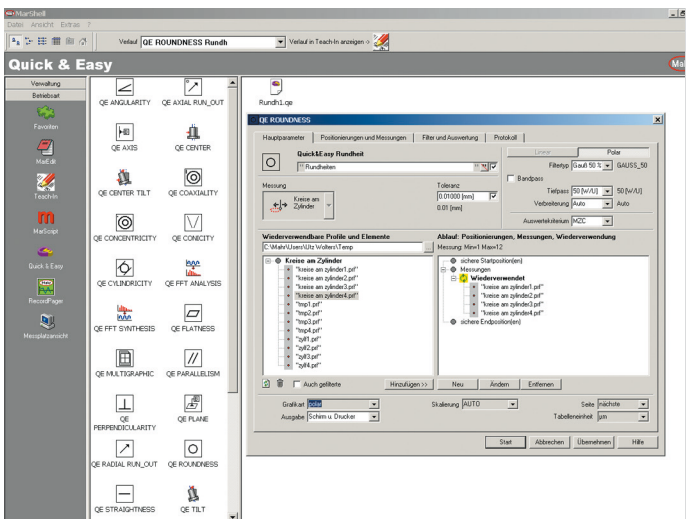 MarShell
Datei Ansicht Extras ?
Verlauf QE ROUNDNESS Rundh Verlauf in Teach-In anzeigen ->
Quick & Easy
Verwaltung
Betriebsart
Favoriten
MarEdit
Teach-In
MarScript
Quick & Easy
RecordPager
Messplatzansicht
QE ANGULARITY QE AXIAL RUN_OUT
QE AXIS QE CENTER
QE CENTER TILT QE COAXIALITY
QE CONCENTRICITY QE CONICITY
QE CYLINDRICITY QE FFT ANALYSIS
QE FFT SYNTHESIS QE FLATNESS
QE MULTIGRAPHIC QE PARALLELISM
QE PERPENDICULARITY QE PLANE
QE RADIAL RUN_OUT QE ROUNDNESS
QE STRAIGHTNESS QE TILT
Rundh1.qe
QE ROUNDNESS
Hauptparameter Positionierungen und Messungen Filter und Auswertung Protokoll
Quick&Easy Rundheit
"Rundheiten
Linear Polar
Filtertyp Gauß 50 % GAUSS_50
Bandpass
Tiefpass 50 [W/U] 50 [W/U]
Verbreiterung Auto Auto
Auswertekriterium MZC
Messung
Kreise am
Zylinder
Toleranz
0.01000 [mm]
0.01 [mm]
Wiederverwendbare Profile und Elemente
C:\Mahr\Users\Utz Wolters\Temp
Kreise am Zylinder
"kreise am zylinder1.prf"
"kreise am zylinder2.prf"
"kreise am zylinder3.prf"
"kreise am zylinder4.prf"
"tmp1.prf"
"tmp2.prf"
"tmp3.prf"
"tmp4.prf"
"zyl1.prf"
"zyl2.prf"
"zyl3.prf"
"zyl4.prf"
Auch gefilterte Hinzufügen >>
Ablauf: Positionierungen, Messungen, Wiederverwendung
Messung: Min=1 Max=12
sichere Startposition(en)
Messungen
Wiederverwendet
"kreise am zylinder1.prf"
"kreise am zylinder2.prf"
"kreise am zylinder3.prf"
"kreise am zylinder4.prf"
sichere Endposition(en)
Neu Ändern Entfernen
Grafikart polar Skalierung AUTO Seite nächste
Ausgabe Schirm u. Drucker Tabelleneinheit µm
Start Abbrechen Übernehmen Hilfe